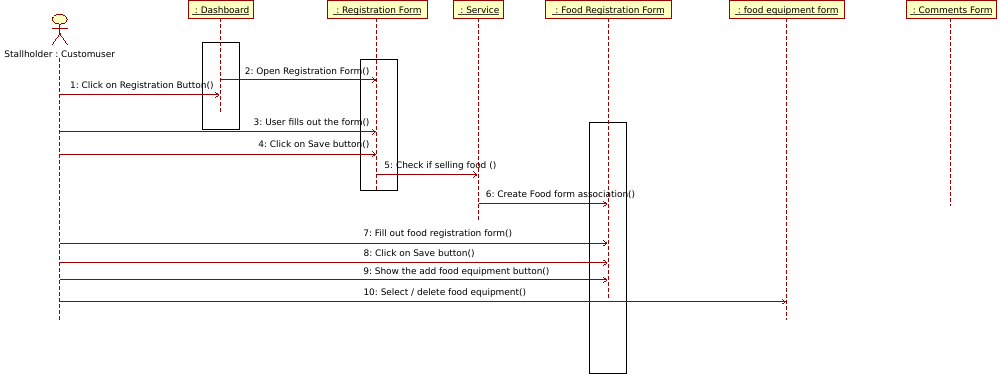 : Dashboard
: Registration Form
: Service
: Food Registration Form
: food equipment form
: Comments Form
Stallholder : Customuser
2: Open Registration Form()
1: Click on Registration Button()
3: User fills out the form()
4: Click on Save button()
5: Check if selling food ()
6: Create Food form association()
7: Fill out food registration form()
8: Click on Save button()
9: Show the add food equipment button()
10: Select / delete food equipment()